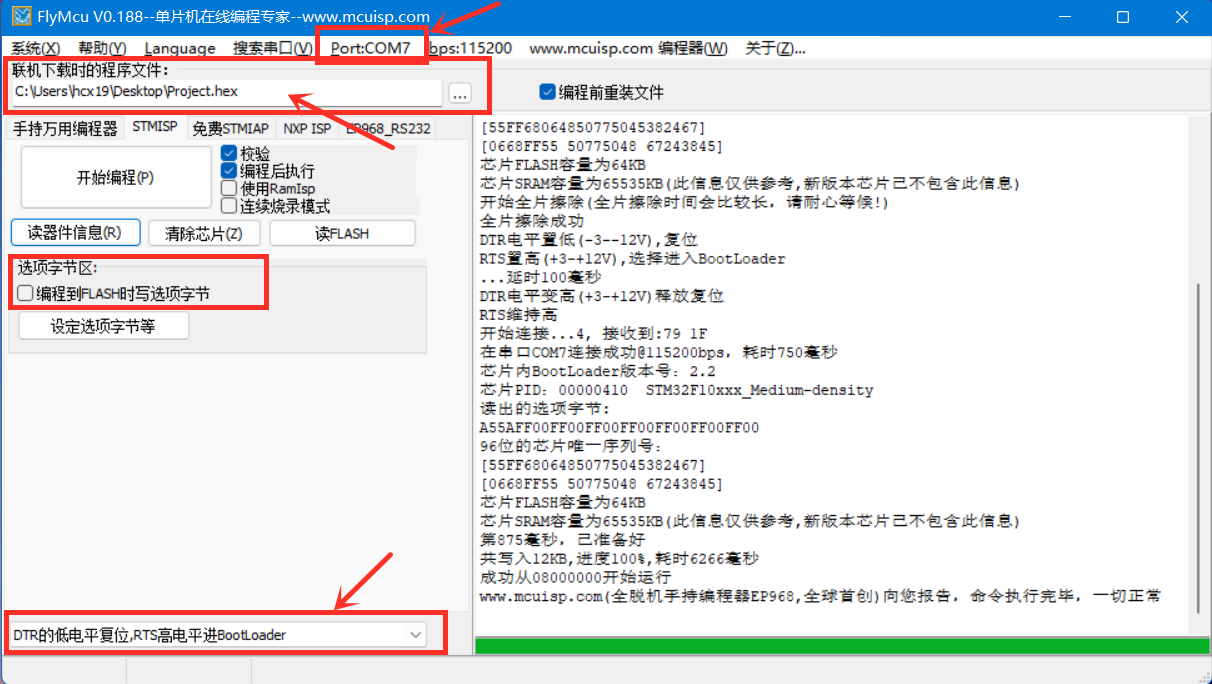 FlyMcu V0.188--单片机在线编程专家--www.mcuisp.com
系统(X) 帮助(Y) Language 搜索串口(V) Port:COM7 bps:115200 www.mcuisp.com 编程器(W) 关于(Z)...
联机下载时的程序文件：
C:\Users\hcx19\Desktop\Project.hex
...
编程前重装文件
手持万用编程器 STMISP 免费STMIAP NXP ISP EP968_RS232
开始编程(P)
校验
编程后执行
使用RamIsp
连续烧录模式
读器件信息(R) 清除芯片(Z) 读FLASH
选项字节区:
编程到FLASH时写选项字节
设定选项字节等
DTR的低电平复位,RTS高电平进BootLoader
[55FF68064850775045382467]
[0668FF55 50775048 67243845]
芯片FLASH容量为64KB
芯片SRAM容量为65535KB(此信息仅供参考,新版本芯片已不包含此信息)
开始全片擦除(全片擦除时间会比较长，请耐心等候!)
全片擦除成功
DTR电平置低(-3--12V),复位
RTS置高(+3-+12V),选择进入BootLoader
...延时100毫秒
DTR电平变高(+3-+12V)释放复位
RTS维持高
开始连接...4, 接收到:79 1F
在串口COM7连接成功@115200bps，耗时750毫秒
芯片内BootLoader版本号：2.2
芯片PID：00000410  STM32F10xxx_Medium-density
读出的选项字节:
A55AFF00FF00FF00FF00FF00FF00FF00
96位的芯片唯一序列号：
[55FF68064850775045382467]
[0668FF55 50775048 67243845]
芯片FLASH容量为64KB
芯片SRAM容量为65535KB(此信息仅供参考,新版本芯片已不包含此信息)
第875毫秒，已准备好
共写入12KB,进度100%,耗时6266毫秒
成功从08000000开始运行
www.mcuisp.com(全脱机手持编程器EP968,全球首创)向您报告，命令执行完毕，一切正常